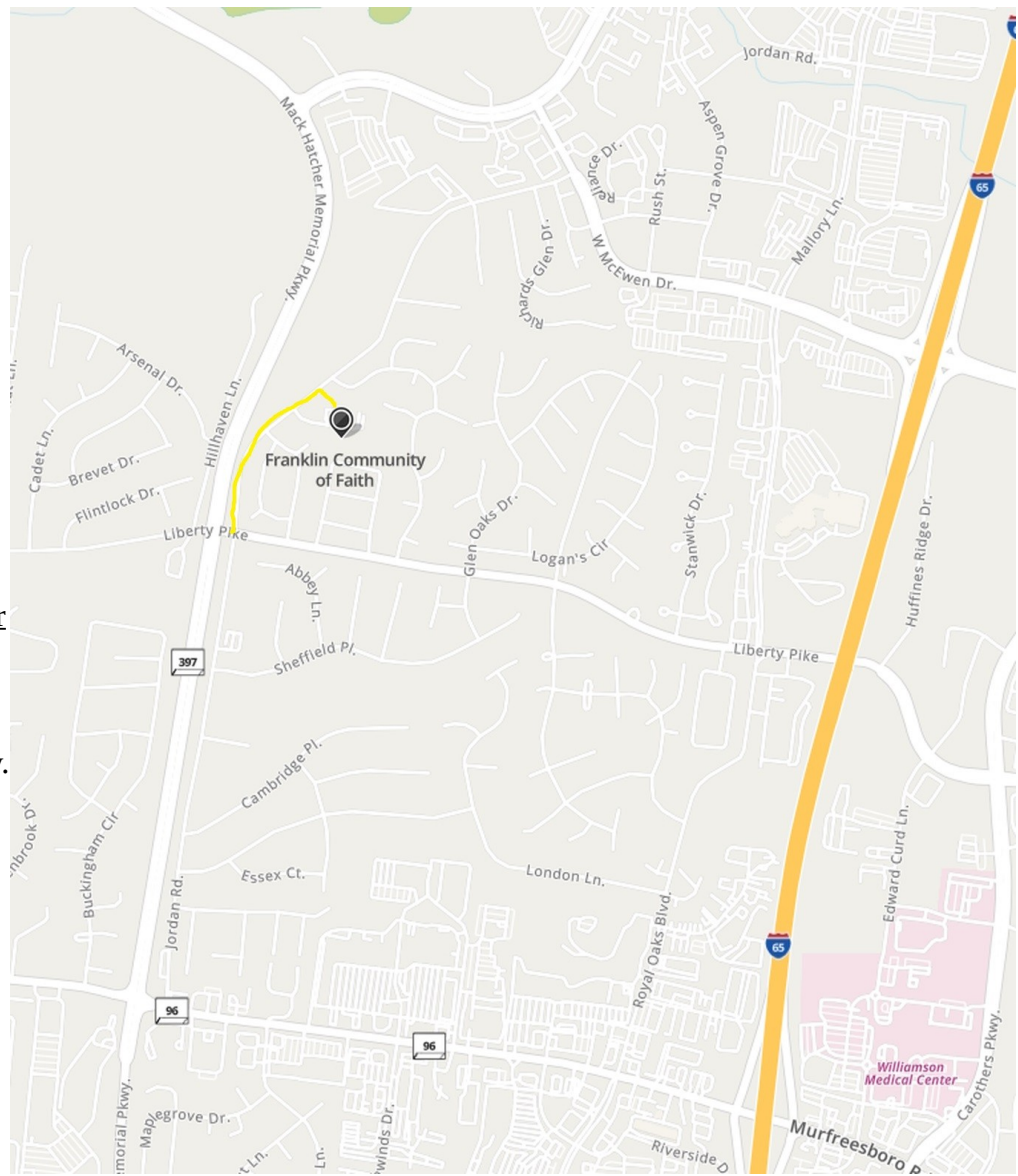 Jordan Rd.
65
Mack Hatcher Memorial Pkwy.
Aspen Grove Dr.
Reliance Dr.
Rush St.
Mallory Ln.
Richards Glen Dr.
W McEwen Dr.
Arsenal Dr.
Hillhaven Ln.
Cadet Ln.
Brevet Dr.
Flintlock Dr.
Franklin Community
of Faith
Liberty Pike
Glen Oaks Dr.
Logan's Cir
Stanwick Dr.
Huffines Ridge Dr.
Abbey Ln.
Sheffield Pl.
397
Liberty Pike
Cambridge Pl.
Buckingham Cir
Essex Ct.
London Ln.
Edward Curd Ln.
Jordan Rd.
Royal Oaks Blvd.
65
96
96
Williamson
Medical Center
Carothers Pkwy.
Maplegrove Dr.
Riverside D
Murfreesboro